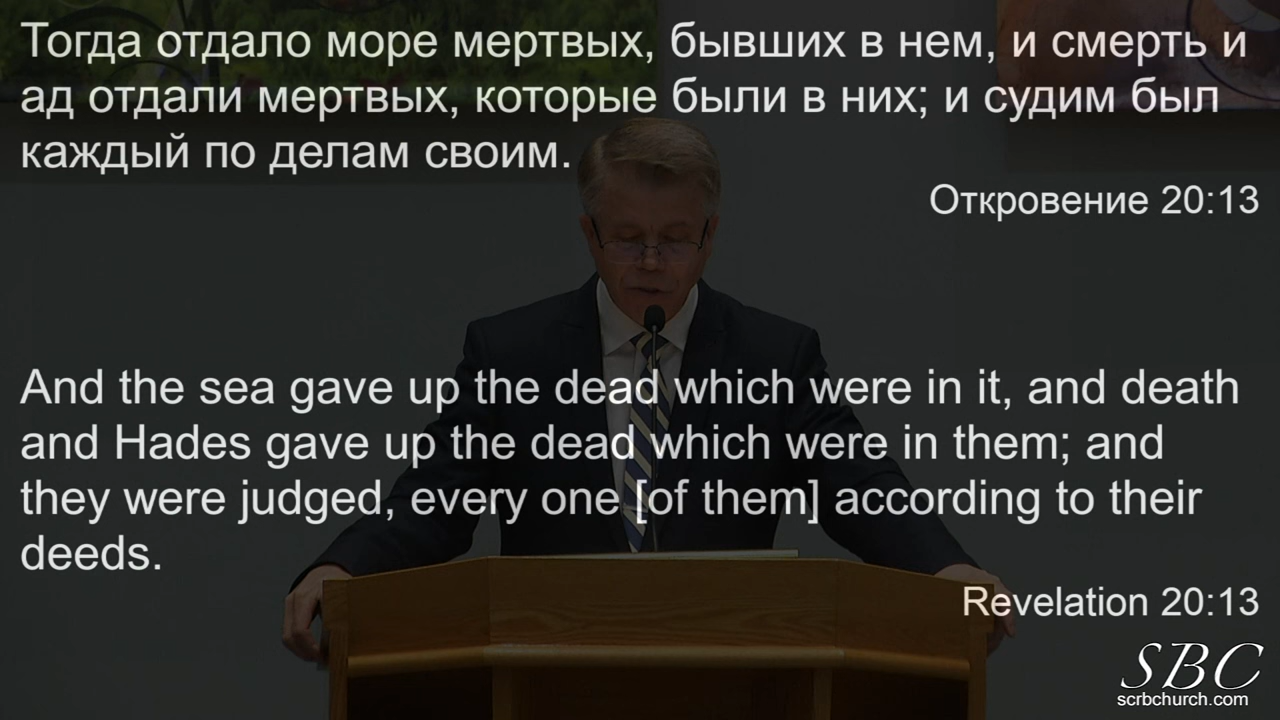 Тогда отдало море мертвых, бывших в нем, и смерть и
ад отдали мертвых, которые были в них; и судим был
каждый по делам своим.
Откровение 20:13
And the sea gave up the dead which were in it, and death
and Hades gave up the dead which were in them; and
they were judged, every one [of them] according to their
deeds.
Revelation 20:13
SBC
scrbchurch.com